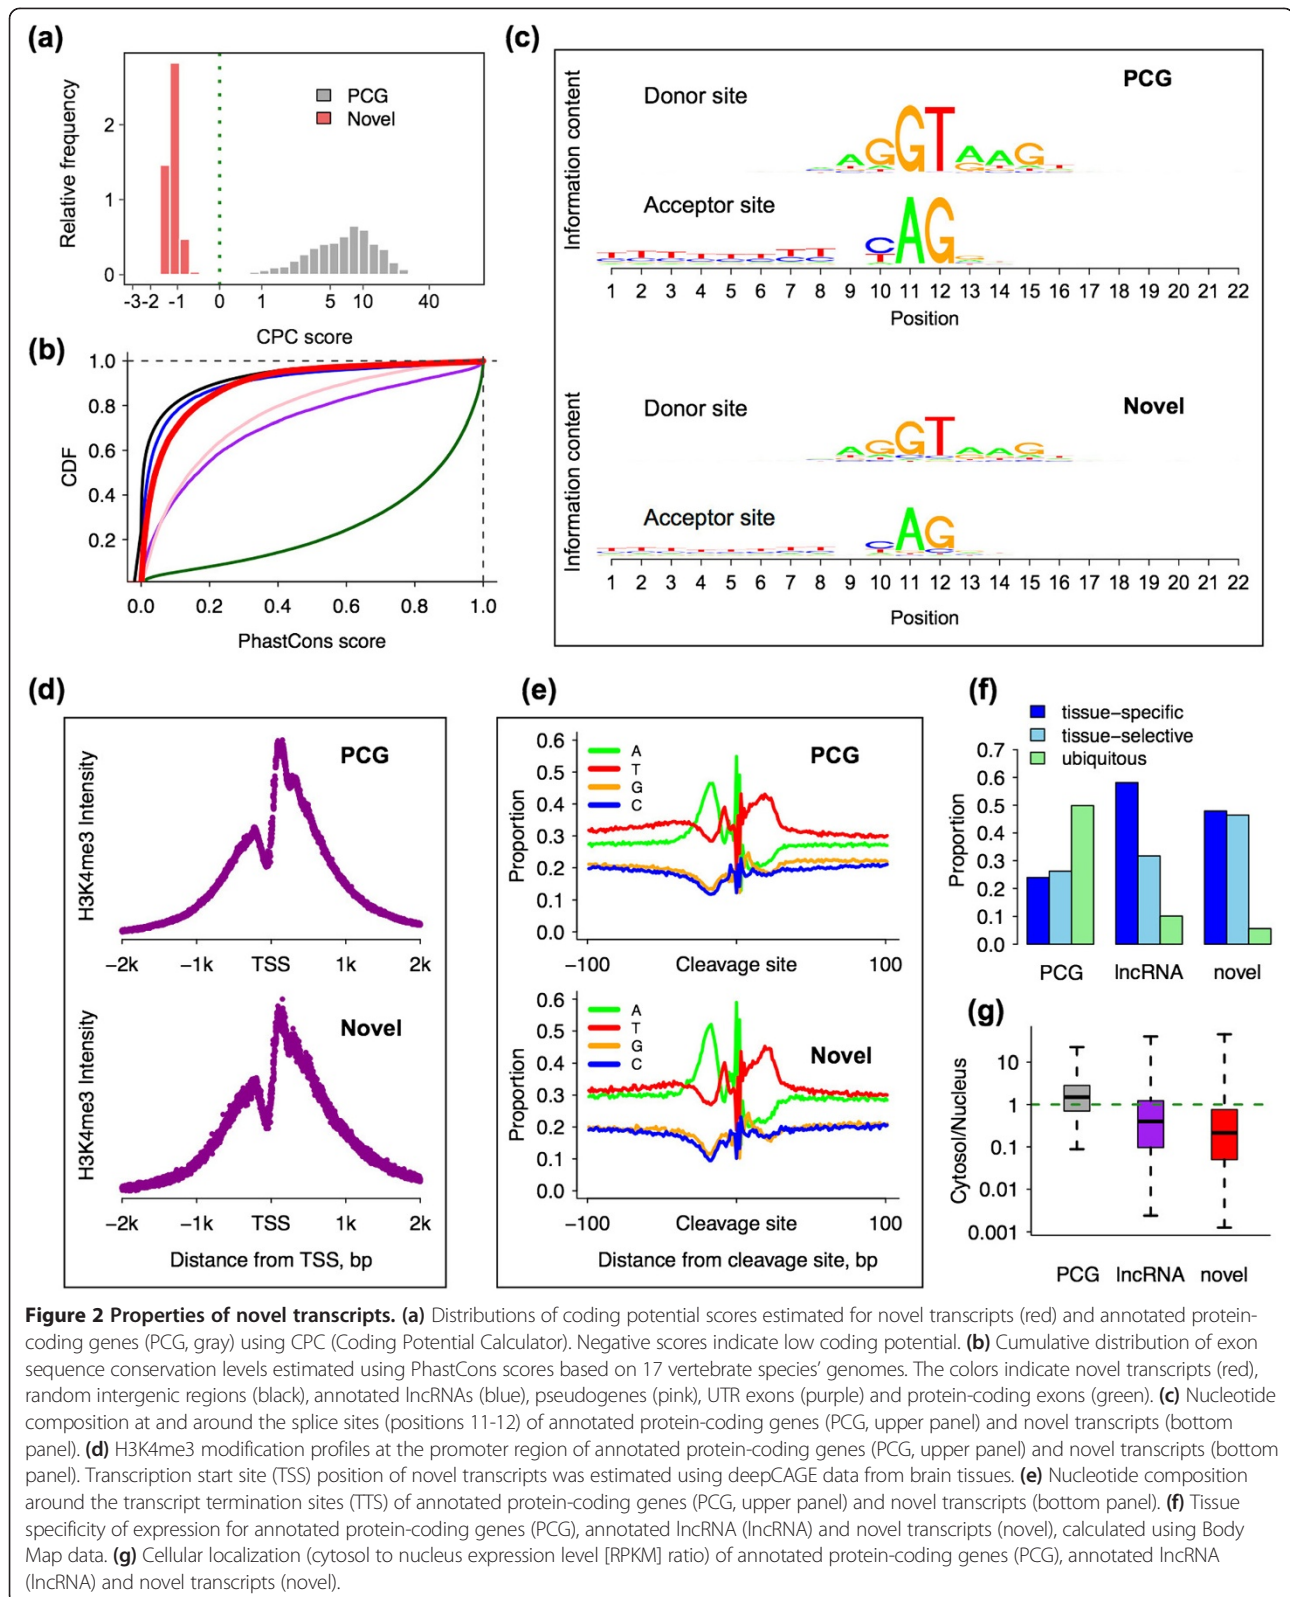 (a)
Relative frequency
2
1
0
PCG
Novel
-3-2 -1 0 1 5 10 40
CPC score
(b)
CDF
1.0
0.8
0.6
0.4
0.2
0.0 0.2 0.4 0.6 0.8 1.0
PhastCons score
(c)
Information content
PCG
Donor site
AGGTAAG
Acceptor site
CAG
1 2 3 4 5 6 7 8 9 10 11 12 13 14 15 16 17 18 19 20 21 22
Position
Information content
Novel
Donor site
AGGTAAG
Acceptor site
CAG
1 2 3 4 5 6 7 8 9 10 11 12 13 14 15 16 17 18 19 20 21 22
Position
(d)
H3K4me3 Intensity
PCG
−2k −1k TSS 1k 2k
H3K4me3 Intensity
Novel
−2k −1k TSS 1k 2k
Distance from TSS, bp
(e)
Proportion
0.6
0.5
0.4
0.3
0.2
0.1
0.0
A
T
G
C
PCG
−100 Cleavage site 100
Proportion
0.6
0.5
0.4
0.3
0.2
0.1
0.0
A
T
G
C
Novel
−100 Cleavage site 100
Distance from cleavage site, bp
(f)
tissue−specific
tissue−selective
ubiquitous
Proportion
0.7
0.6
0.5
0.4
0.3
0.2
0.1
0.0
PCG lncRNA novel
(g)
Cytosol/Nucleus
10
1
0.1
0.01
0.001
PCG lncRNA novel
Figure 2 Properties of novel transcripts. (a) Distributions of coding potential scores estimated for novel transcripts (red) and annotated protein-
coding genes (PCG, gray) using CPC (Coding Potential Calculator). Negative scores indicate low coding potential. (b) Cumulative distribution of exon
sequence conservation levels estimated using PhastCons scores based on 17 vertebrate species' genomes. The colors indicate novel transcripts (red),
random intergenic regions (black), annotated lncRNAs (blue), pseudogenes (pink), UTR exons (purple) and protein-coding exons (green). (c) Nucleotide
composition at and around the splice sites (positions 11-12) of annotated protein-coding genes (PCG, upper panel) and novel transcripts (bottom
panel). (d) H3K4me3 modification profiles at the promoter region of annotated protein-coding genes (PCG, upper panel) and novel transcripts (bottom
panel). Transcription start site (TSS) position of novel transcripts was estimated using deepCAGE data from brain tissues. (e) Nucleotide composition
around the transcript termination sites (TTS) of annotated protein-coding genes (PCG, upper panel) and novel transcripts (bottom panel). (f) Tissue
specificity of expression for annotated protein-coding genes (PCG), annotated lncRNA (lncRNA) and novel transcripts (novel), calculated using Body
Map data. (g) Cellular localization (cytosol to nucleus expression level [RPKM] ratio) of annotated protein-coding genes (PCG), annotated lncRNA
(lncRNA) and novel transcripts (novel).